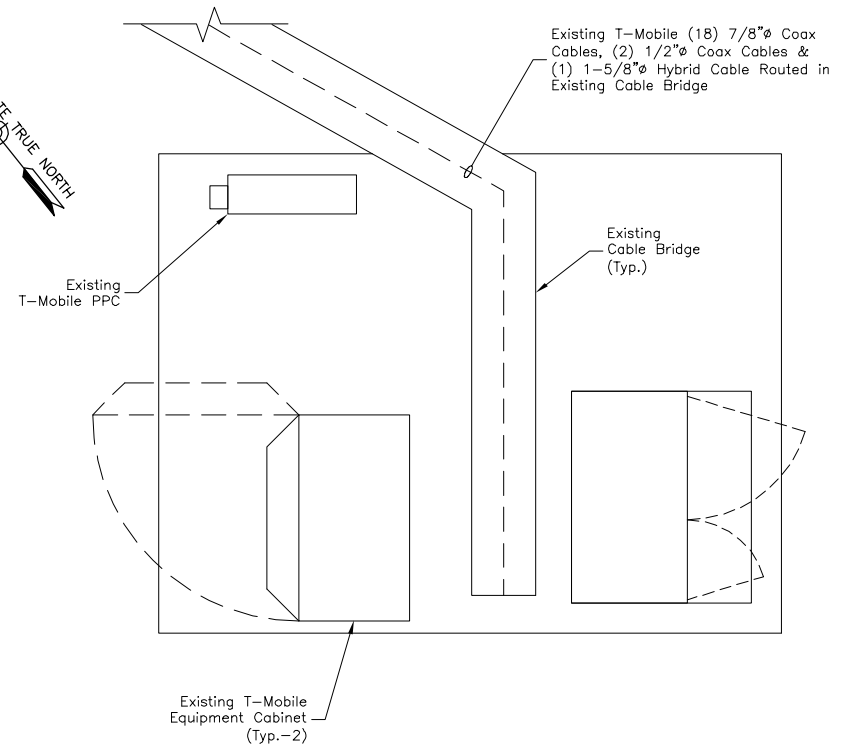 Existing T-Mobile (18) 7/8"ø Coax
Cables, (2) 1/2"ø Coax Cables &
(1) 1-5/8"ø Hybrid Cable Routed in
Existing Cable Bridge
TRUE NORTH
Existing
Cable Bridge
(Typ.)
Existing
T-Mobile PPC
Existing T-Mobile
Equipment Cabinet
(Typ.-2)